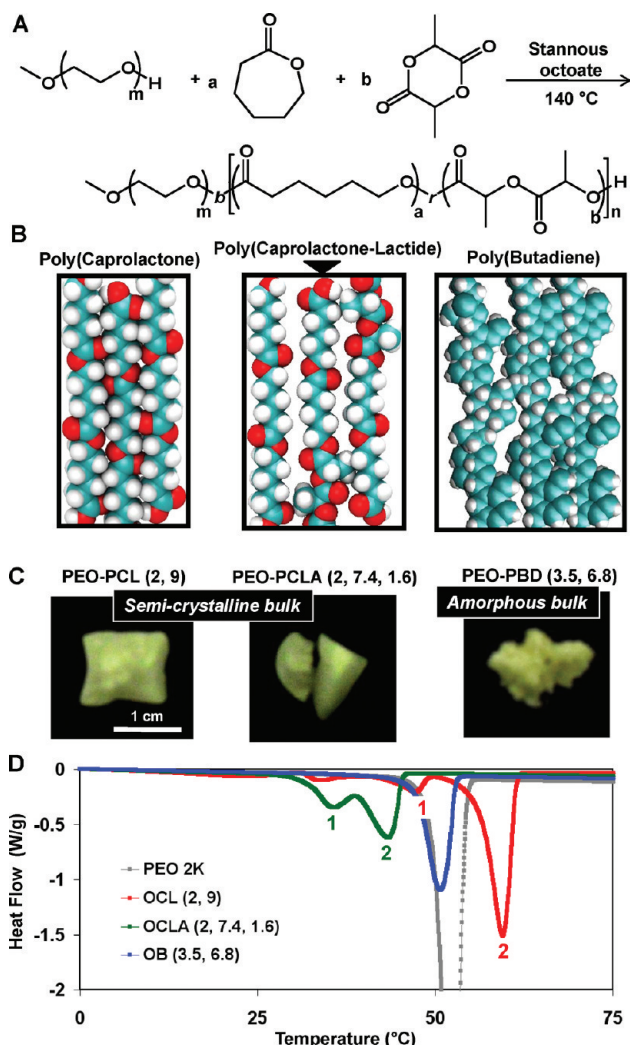 A
O
O
O
O H
m
+ a
O
+ b
O
O
O
O
Stannous
octoate
140 °C
O
O
m
b
O
O
a
r
O
O
O
O
b
H
n
B
Poly(Caprolactone)
Poly(Caprolactone-Lactide)
Poly(Butadiene)
C
PEO-PCL (2, 9)
PEO-PCLA (2, 7.4, 1.6)
PEO-PBD (3.5, 6.8)
Semi-crystalline bulk
Amorphous bulk
1 cm
D
0
-0.5
-1
-1.5
-2
Heat Flow (W/g)
1
2
1
2
PEO 2K
OCL (2, 9)
OCLA (2, 7.4, 1.6)
OB (3.5, 6.8)
0
25
50
75
Temperature (°C)